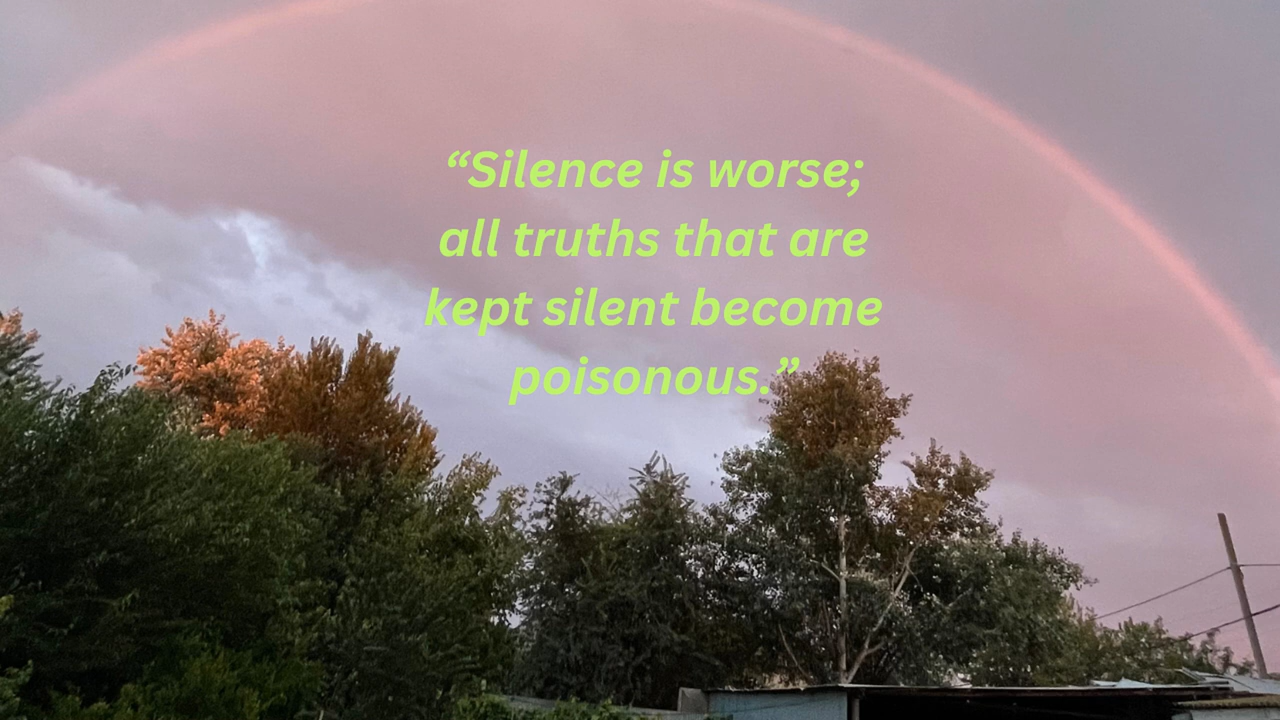 “Silence is worse;
all truths that are
kept silent become
poisonous.”